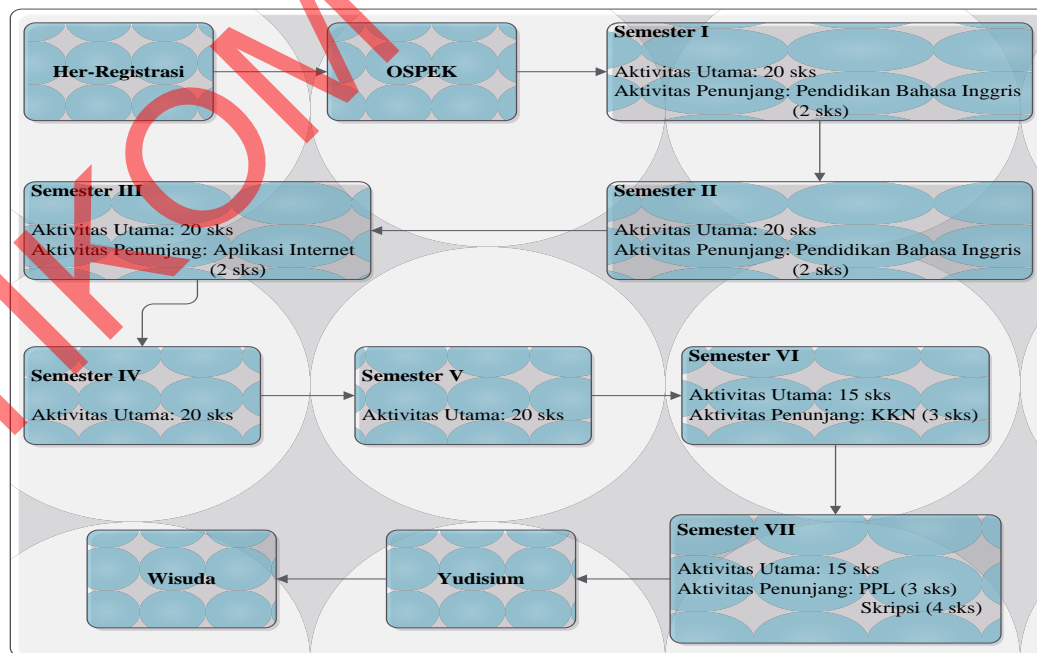 Her-Registrasi
OSPEK
Semester I
Aktivitas Utama: 20 sks
Aktivitas Penunjang: Pendidikan Bahasa Inggris
(2 sks)
Semester II
Aktivitas Utama: 20 sks
Aktivitas Penunjang: Pendidikan Bahasa Inggris
(2 sks)
Semester III
Aktivitas Utama: 20 sks
Aktivitas Penunjang: Aplikasi Internet
(2 sks)
Semester IV
Aktivitas Utama: 20 sks
Semester V
Aktivitas Utama: 20 sks
Semester VI
Aktivitas Utama: 15 sks
Aktivitas Penunjang: KKN (3 sks)
Semester VII
Aktivitas Utama: 15 sks
Aktivitas Penunjang: PPL (3 sks)
Skripsi (4 sks)
Yudisium
Wisuda